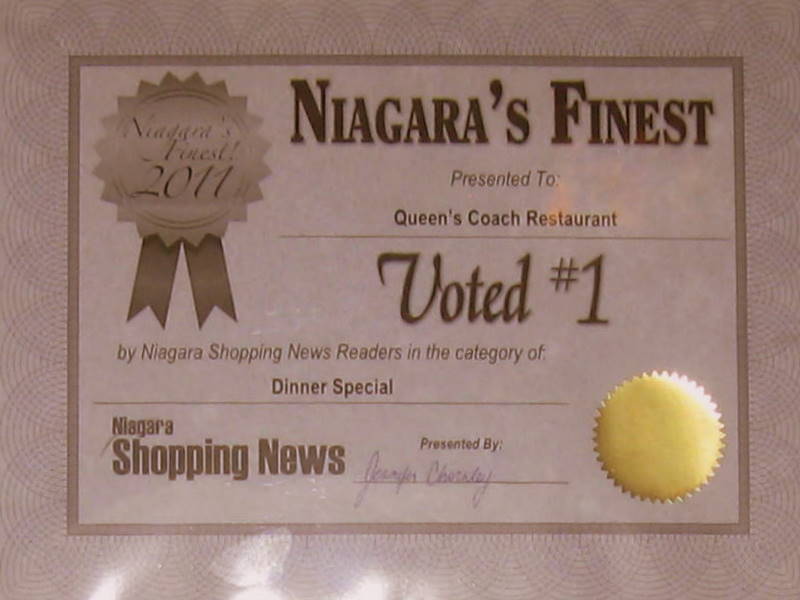 Niagara's
Finest!
2011
NIAGARA'S FINEST
Presented To:
Queen's Coach Restaurant
Voted #1
by Niagara Shopping News Readers in the category of:
Dinner Special
Niagara
Shopping News
Presented By:
Jennifer